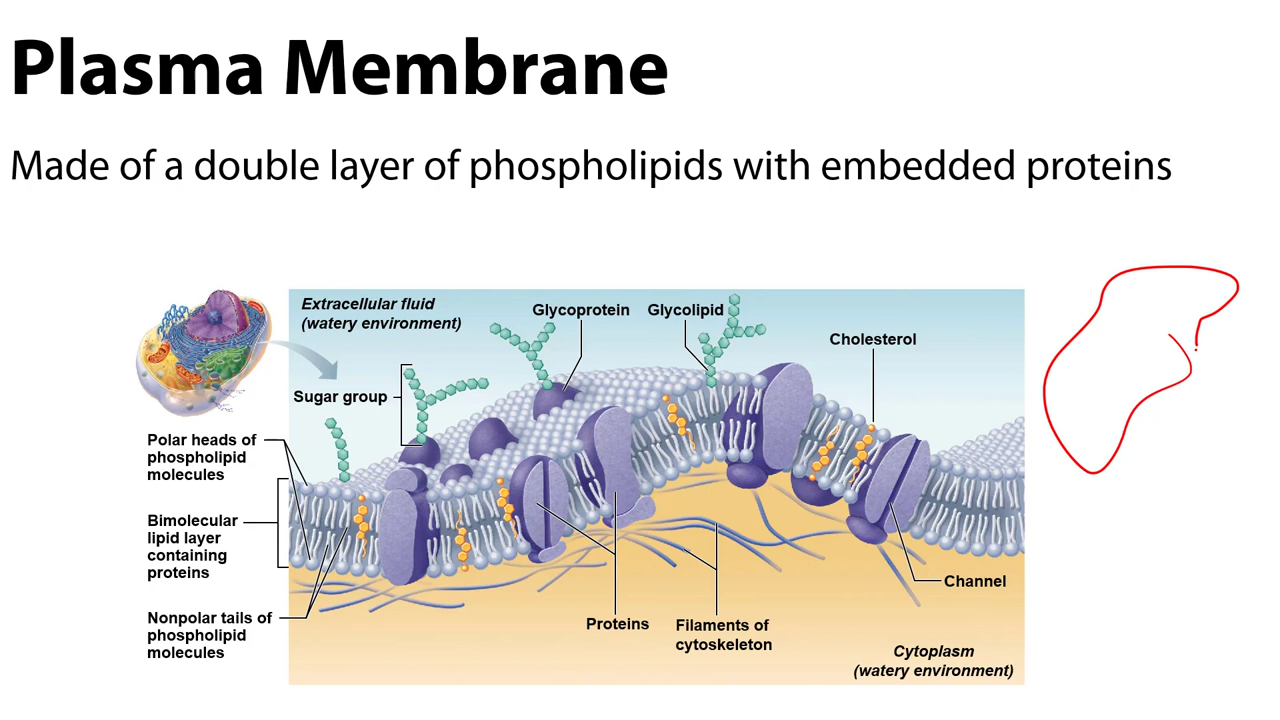 Plasma Membrane
Made of a double layer of phospholipids with embedded proteins
Extracellular fluid
(watery environment)
Glycoprotein
Glycolipid
Cholesterol
Sugar group
Polar heads of
phospholipid
molecules
Bimolecular
lipid layer
containing
proteins
Nonpolar tails of
phospholipid
molecules
Proteins
Filaments of
cytoskeleton
Channel
Cytoplasm
(watery environment)